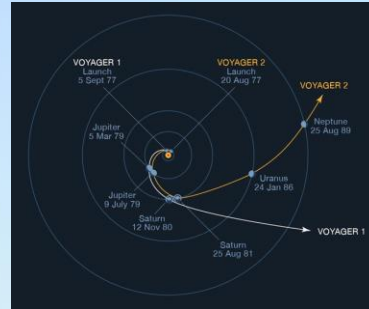 VOYAGER 1
Launch
5 Sept 77
VOYAGER 2
Launch
20 Aug 77
VOYAGER 2
Jupiter
5 Mar 79
Neptune
25 Aug 89
Uranus
24 Jan 86
Jupiter
9 July 79
Saturn
12 Nov 80
VOYAGER 1
Saturn
25 Aug 81